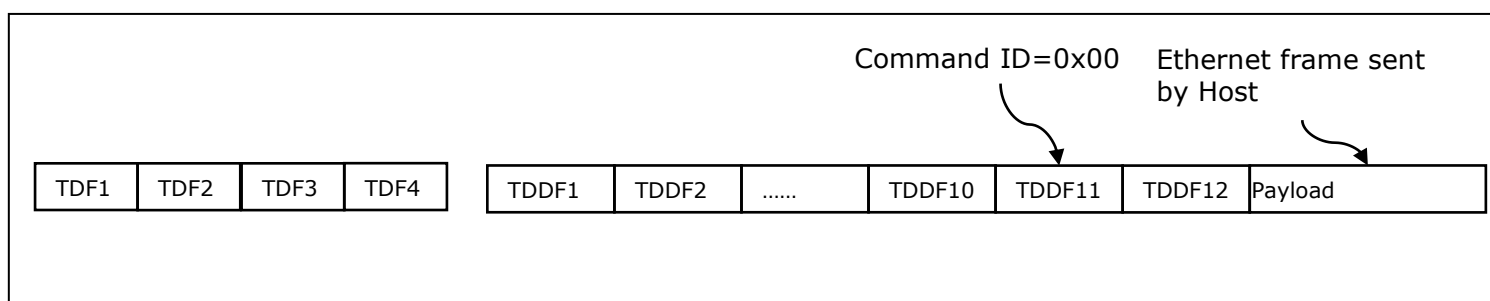 Command ID=0x00
Ethernet frame sent
by Host
TDF1 TDF2 TDF3 TDF4 TDDF1 TDDF2 ...... TDDF10 TDDF11 TDDF12 Payload